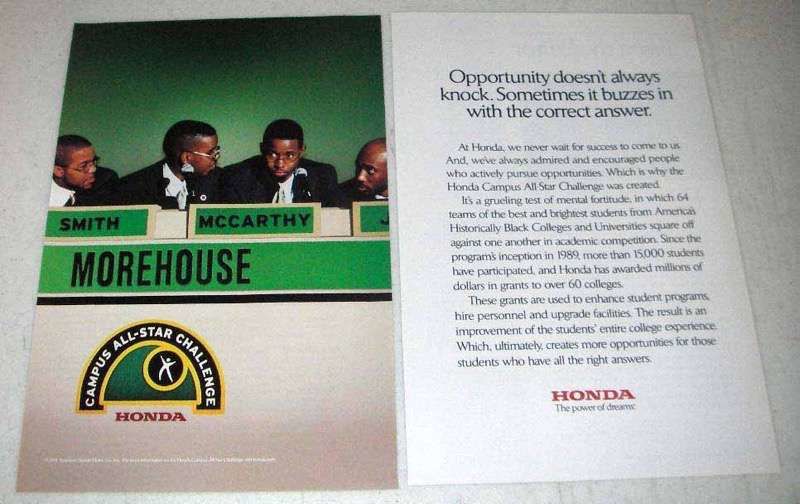 SMITH
MCCARTHY
J
MOREHOUSE
CAMPUS ALL-STAR CHALLENGE
HONDA
Opportunity doesn't always
knock. Sometimes it buzzes in
with the correct answer.
At Honda, we never wait for success to come to us.
And, we've always admired and encouraged people
who actively pursue opportunities. Which is why the
Honda Campus All-Star Challenge was created.
It's a grueling test of mental fortitude, in which 64
teams of the best and brightest students from America's
Historically Black Colleges and Universities square off
against one another in academic competition. Since the
program's inception in 1989, more than 15,000 students
have participated, and Honda has awarded millions of
dollars in grants to over 60 colleges.
These grants are used to enhance student programs,
hire personnel and upgrade facilities. The result is an
improvement of the students' entire college experience.
Which, ultimately, creates more opportunities for those
students who have all the right answers.
HONDA
The power of dreams.